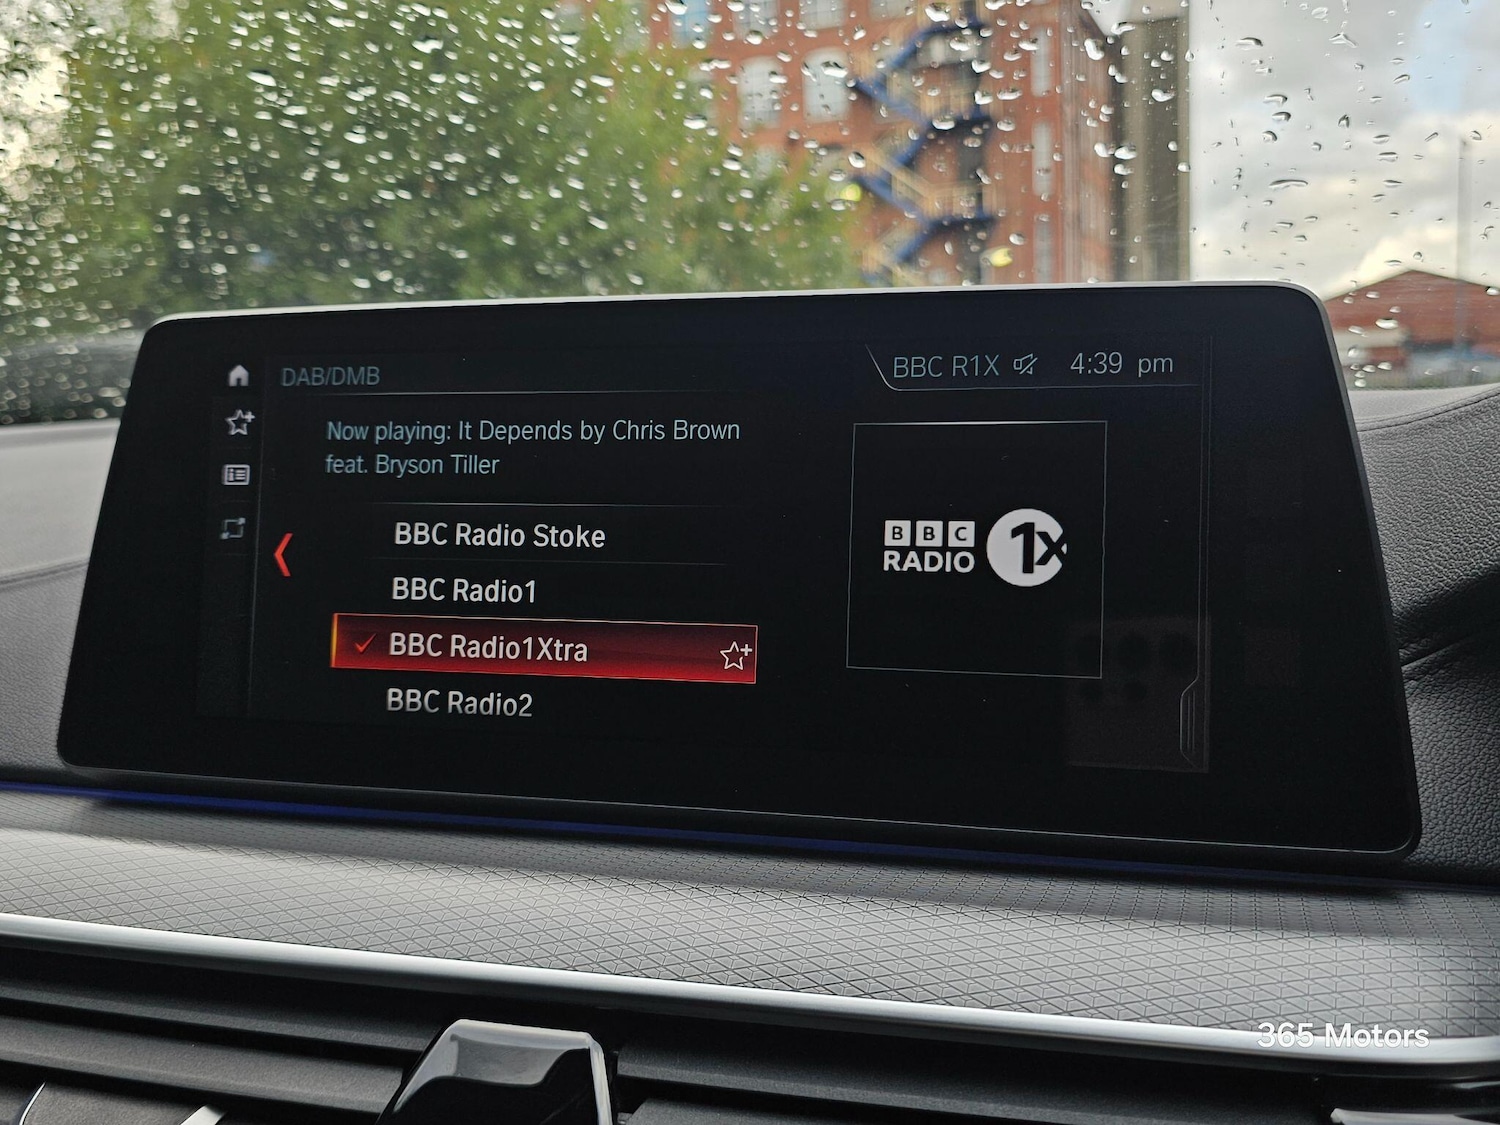 DAB/DMB
BBC R1X 4:39 pm
Now playing: It Depends by Chris Brown
feat. Bryson Tiller
BBC Radio Stoke
BBC Radio1
BBC Radio1Xtra
BBC Radio2
BBC
RADIO
1X
365 Motors